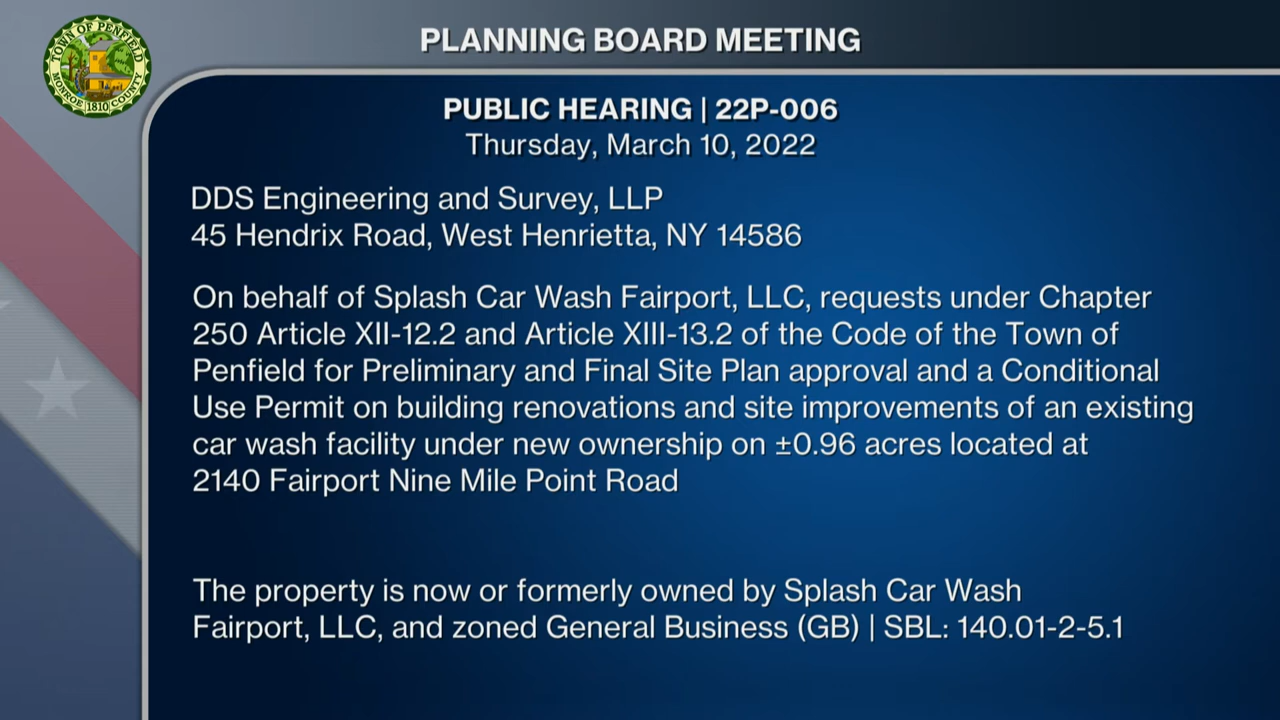 TOWN OF PENFIELD
MONROE 1810 COUNTY
PLANNING BOARD MEETING
PUBLIC HEARING | 22P-006
Thursday, March 10, 2022
DDS Engineering and Survey, LLP
45 Hendrix Road, West Henrietta, NY 14586
On behalf of Splash Car Wash Fairport, LLC, requests under Chapter
250 Article XII-12.2 and Article XIII-13.2 of the Code of the Town of
Penfield for Preliminary and Final Site Plan approval and a Conditional
Use Permit on building renovations and site improvements of an existing
car wash facility under new ownership on ±0.96 acres located at
2140 Fairport Nine Mile Point Road
The property is now or formerly owned by Splash Car Wash
Fairport, LLC, and zoned General Business (GB) | SBL: 140.01-2-5.1